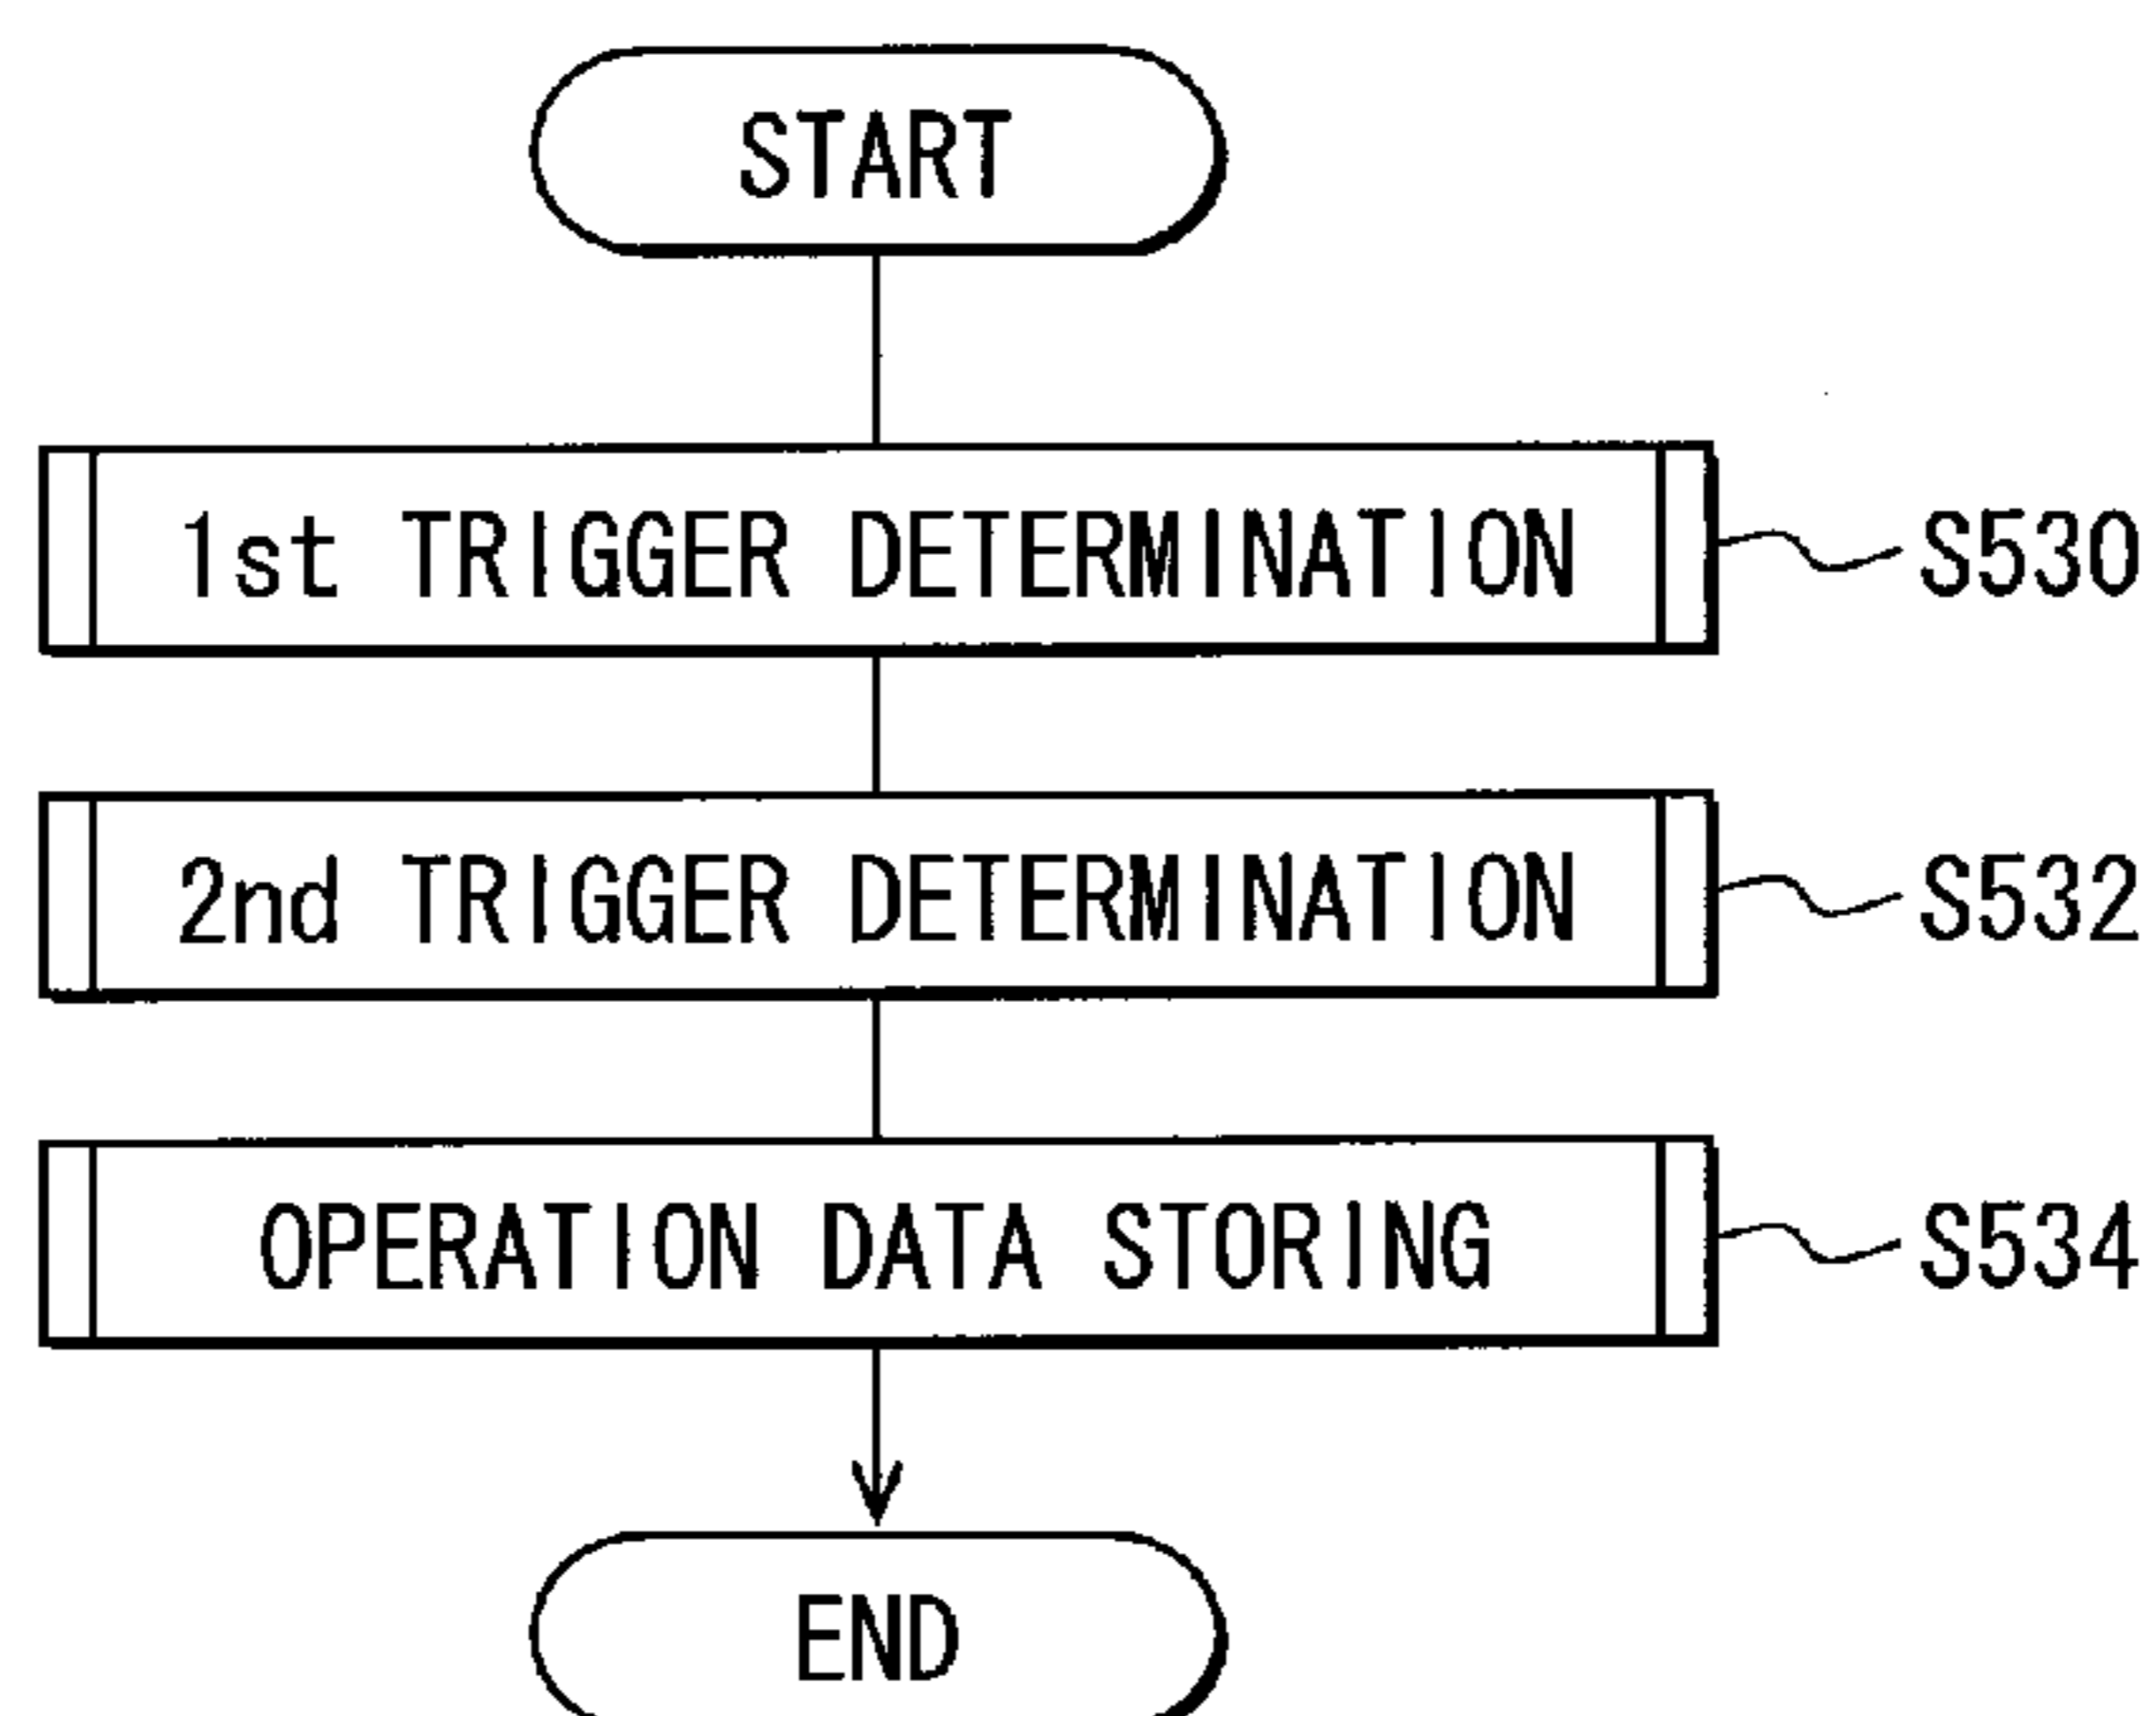 START
1st TRIGGER DETERMINATION S530
2nd TRIGGER DETERMINATION S532
OPERATION DATA STORING S534
END